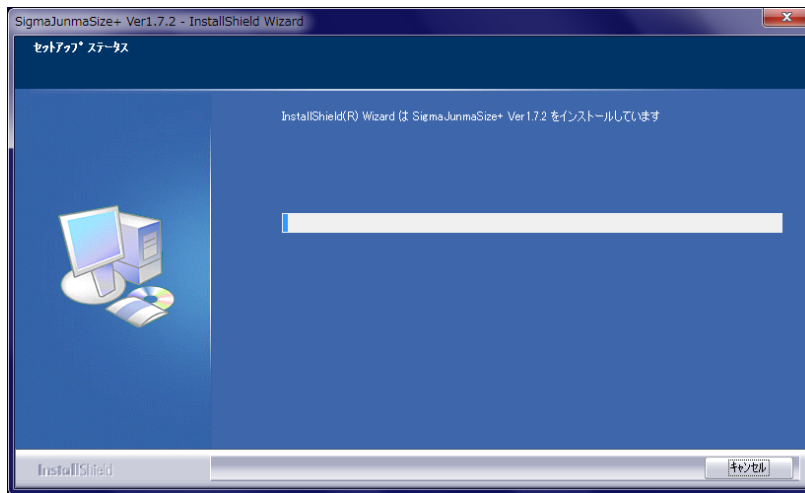 SigmaJunmaSize+ Ver1.7.2 - InstallShield Wizard
ｾｯﾄｱｯﾌﾟ ｽﾃｰﾀｽ
InstallShield(R) Wizard は SigmaJunmaSize+ Ver1.7.2 をインストールしています
InstallShield
ｷｬﾝｾﾙ